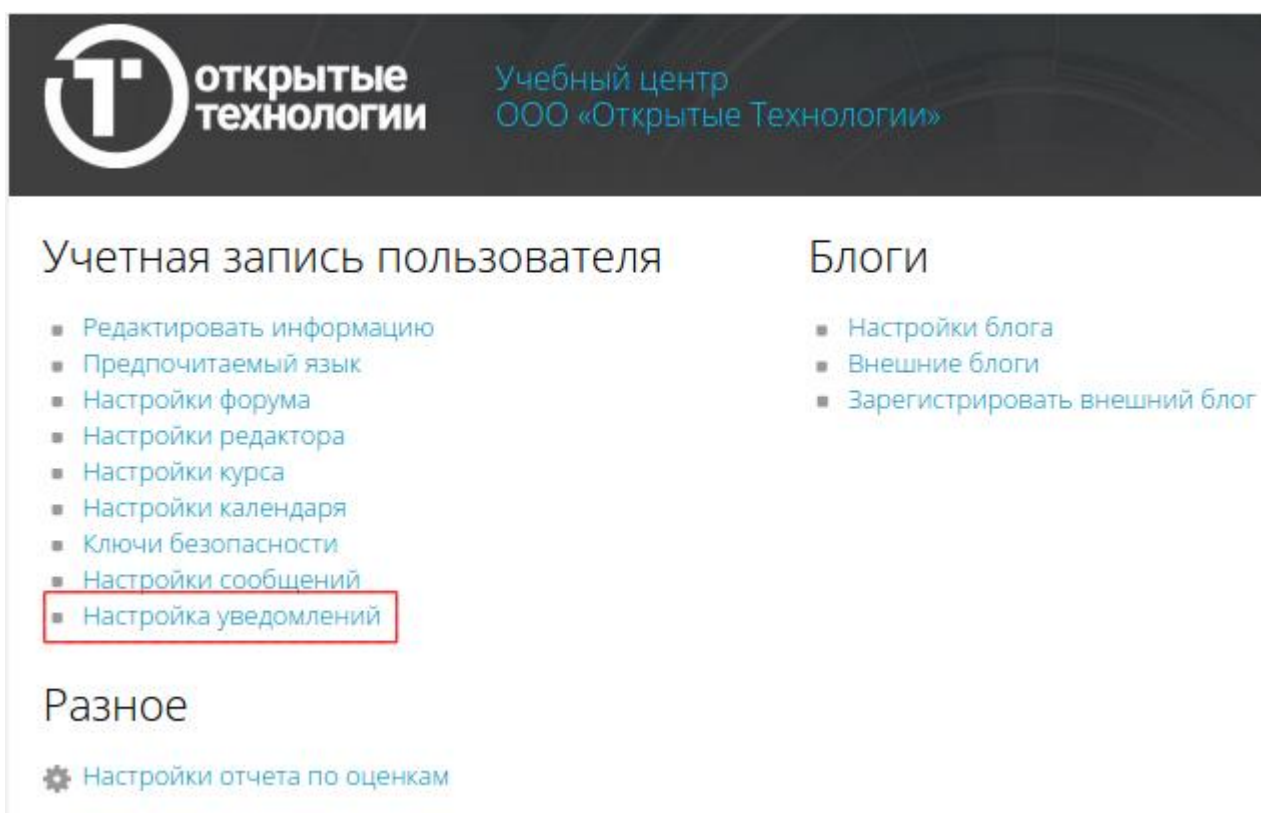 открытые
технологии
Учебный центр
ООО «Открытые Технологии»
Учетная запись пользователя
Редактировать информацию
Предпочитаемый язык
Настройки форума
Настройки редактора
Настройки курса
Настройки календаря
Ключи безопасности
Настройки сообщений
Настройка уведомлений
Разное
Настройки отчета по оценкам
Блоги
Настройки блога
Внешние блоги
Зарегистрировать внешний блог